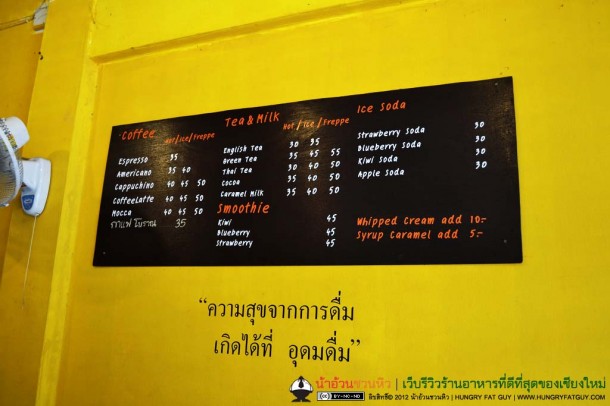 Coffee Hot/Ice/Freppe
Espresso 35
Americano 35 40
Cappuchino 40 45 50
CoffeeLatte 40 45 50
Mocca 40 45 50
กาแฟโบราณ 35
Tea & Milk Hot/Ice/Freppe
English Tea 30 35
Green Tea 35 45 55
Thai Tea 30 40 50
Cocoa 35 40 50
Caramel Milk 35 40 50
Smoothie
Kiwi 45
Blueberry 45
Strawberry 45
Ice Soda
Strawberry Soda 30
Blueberry Soda 30
Kiwi Soda 30
Apple Soda 30
Whipped Cream add 10.-
Syrup Caramel add 5.-
“ความสุขจากการดื่ม
เกิดได้ที่ อุดมดื่ม”
น้าอ้วนชวนหิว | เว็บรีวิวร้านอาหารที่ดีที่สุดของเชียงใหม่
CC BY-NC-ND ลิขสิทธิ์ 2012 น้าอ้วนชวนหิว | HUNGRY FAT GUY | WWW.HUNGRYFATGUY.COM